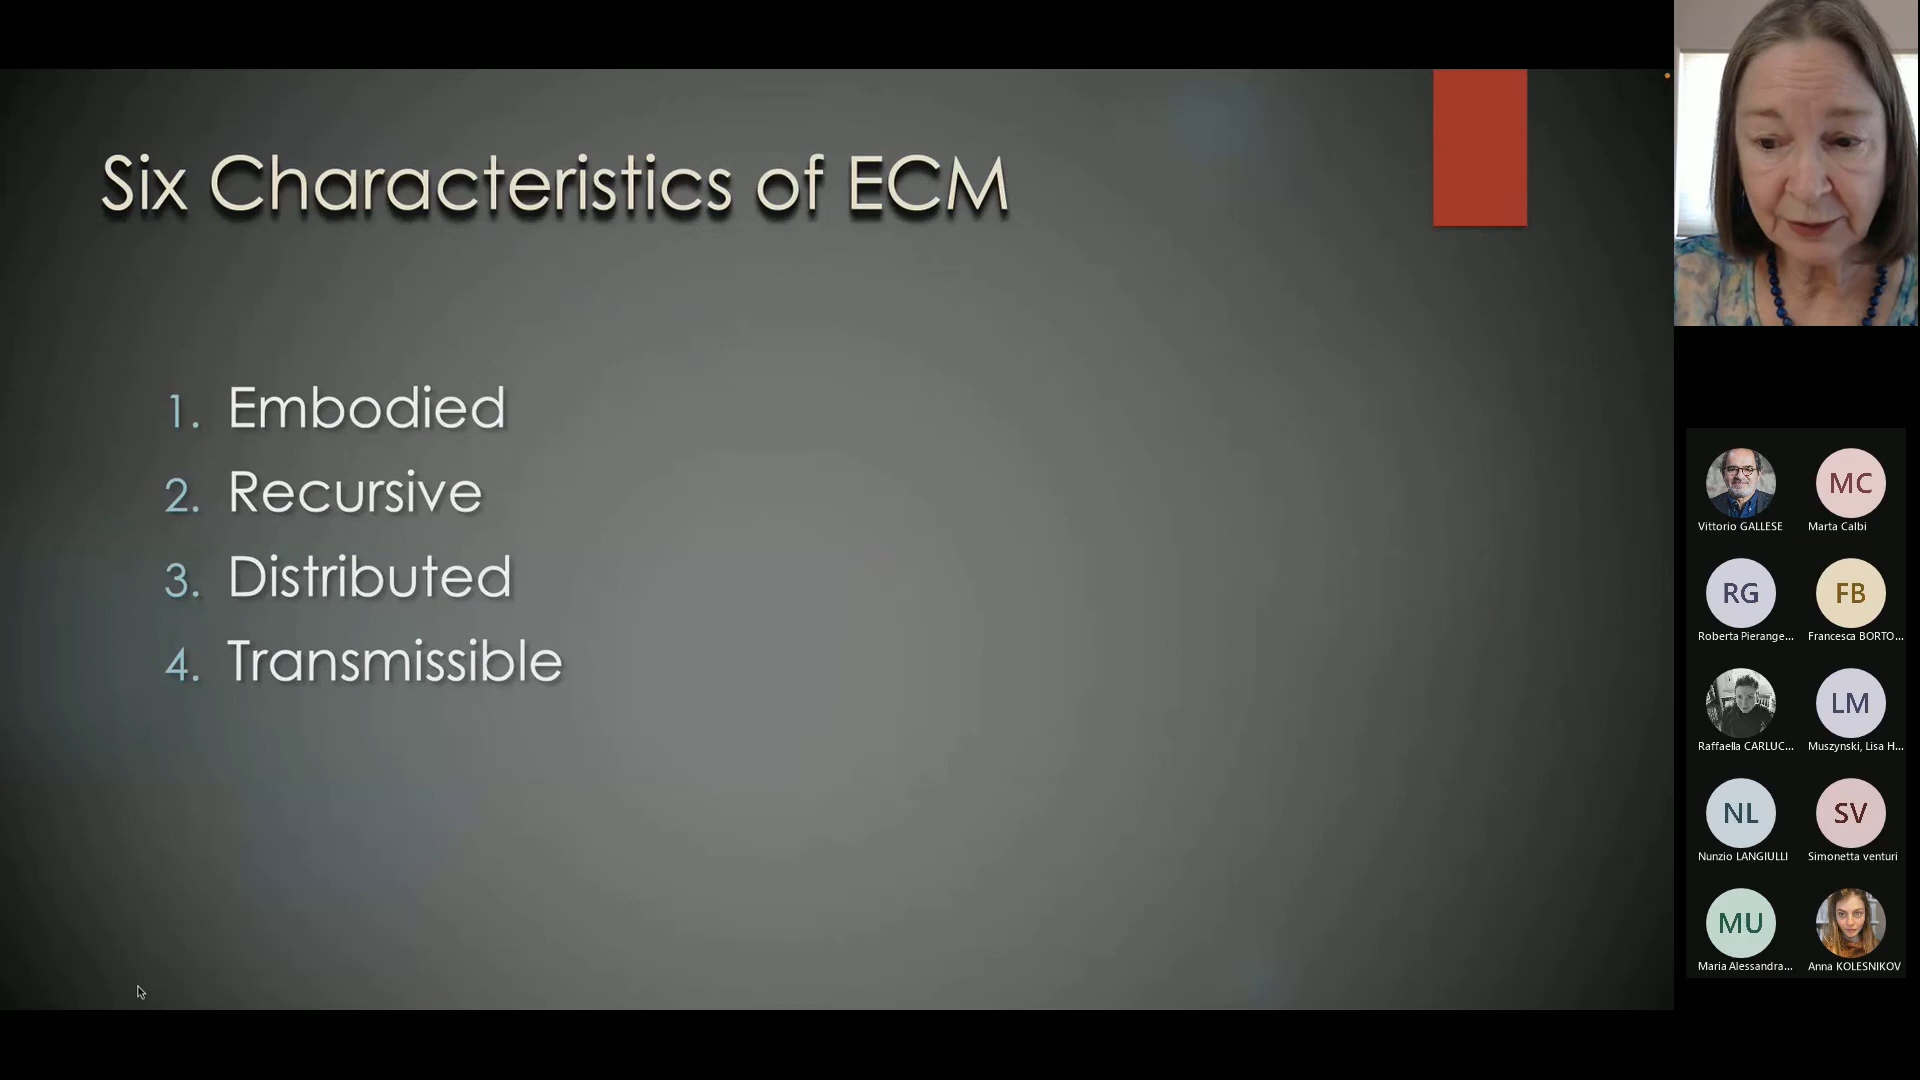 Six Characteristics of ECM
1. Embodied
2. Recursive
3. Distributed
4. Transmissible
Vittorio GALLESE
MC
Marta Calbi
RG
Roberta Pierange...
FB
Francesca BORTO...
Raffaella CARLUC...
LM
Muszynski, Lisa H...
NL
Nunzio LANGIULLI
SV
Simonetta venturi
MU
Maria Alessandra...
Anna KOLESNIKOV